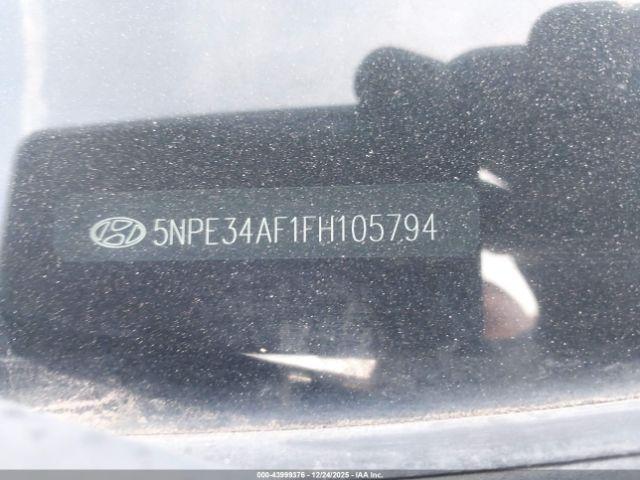 5NPE34AF1FH105794
000-43999376 | 12/24/2025 - IAA, Inc.